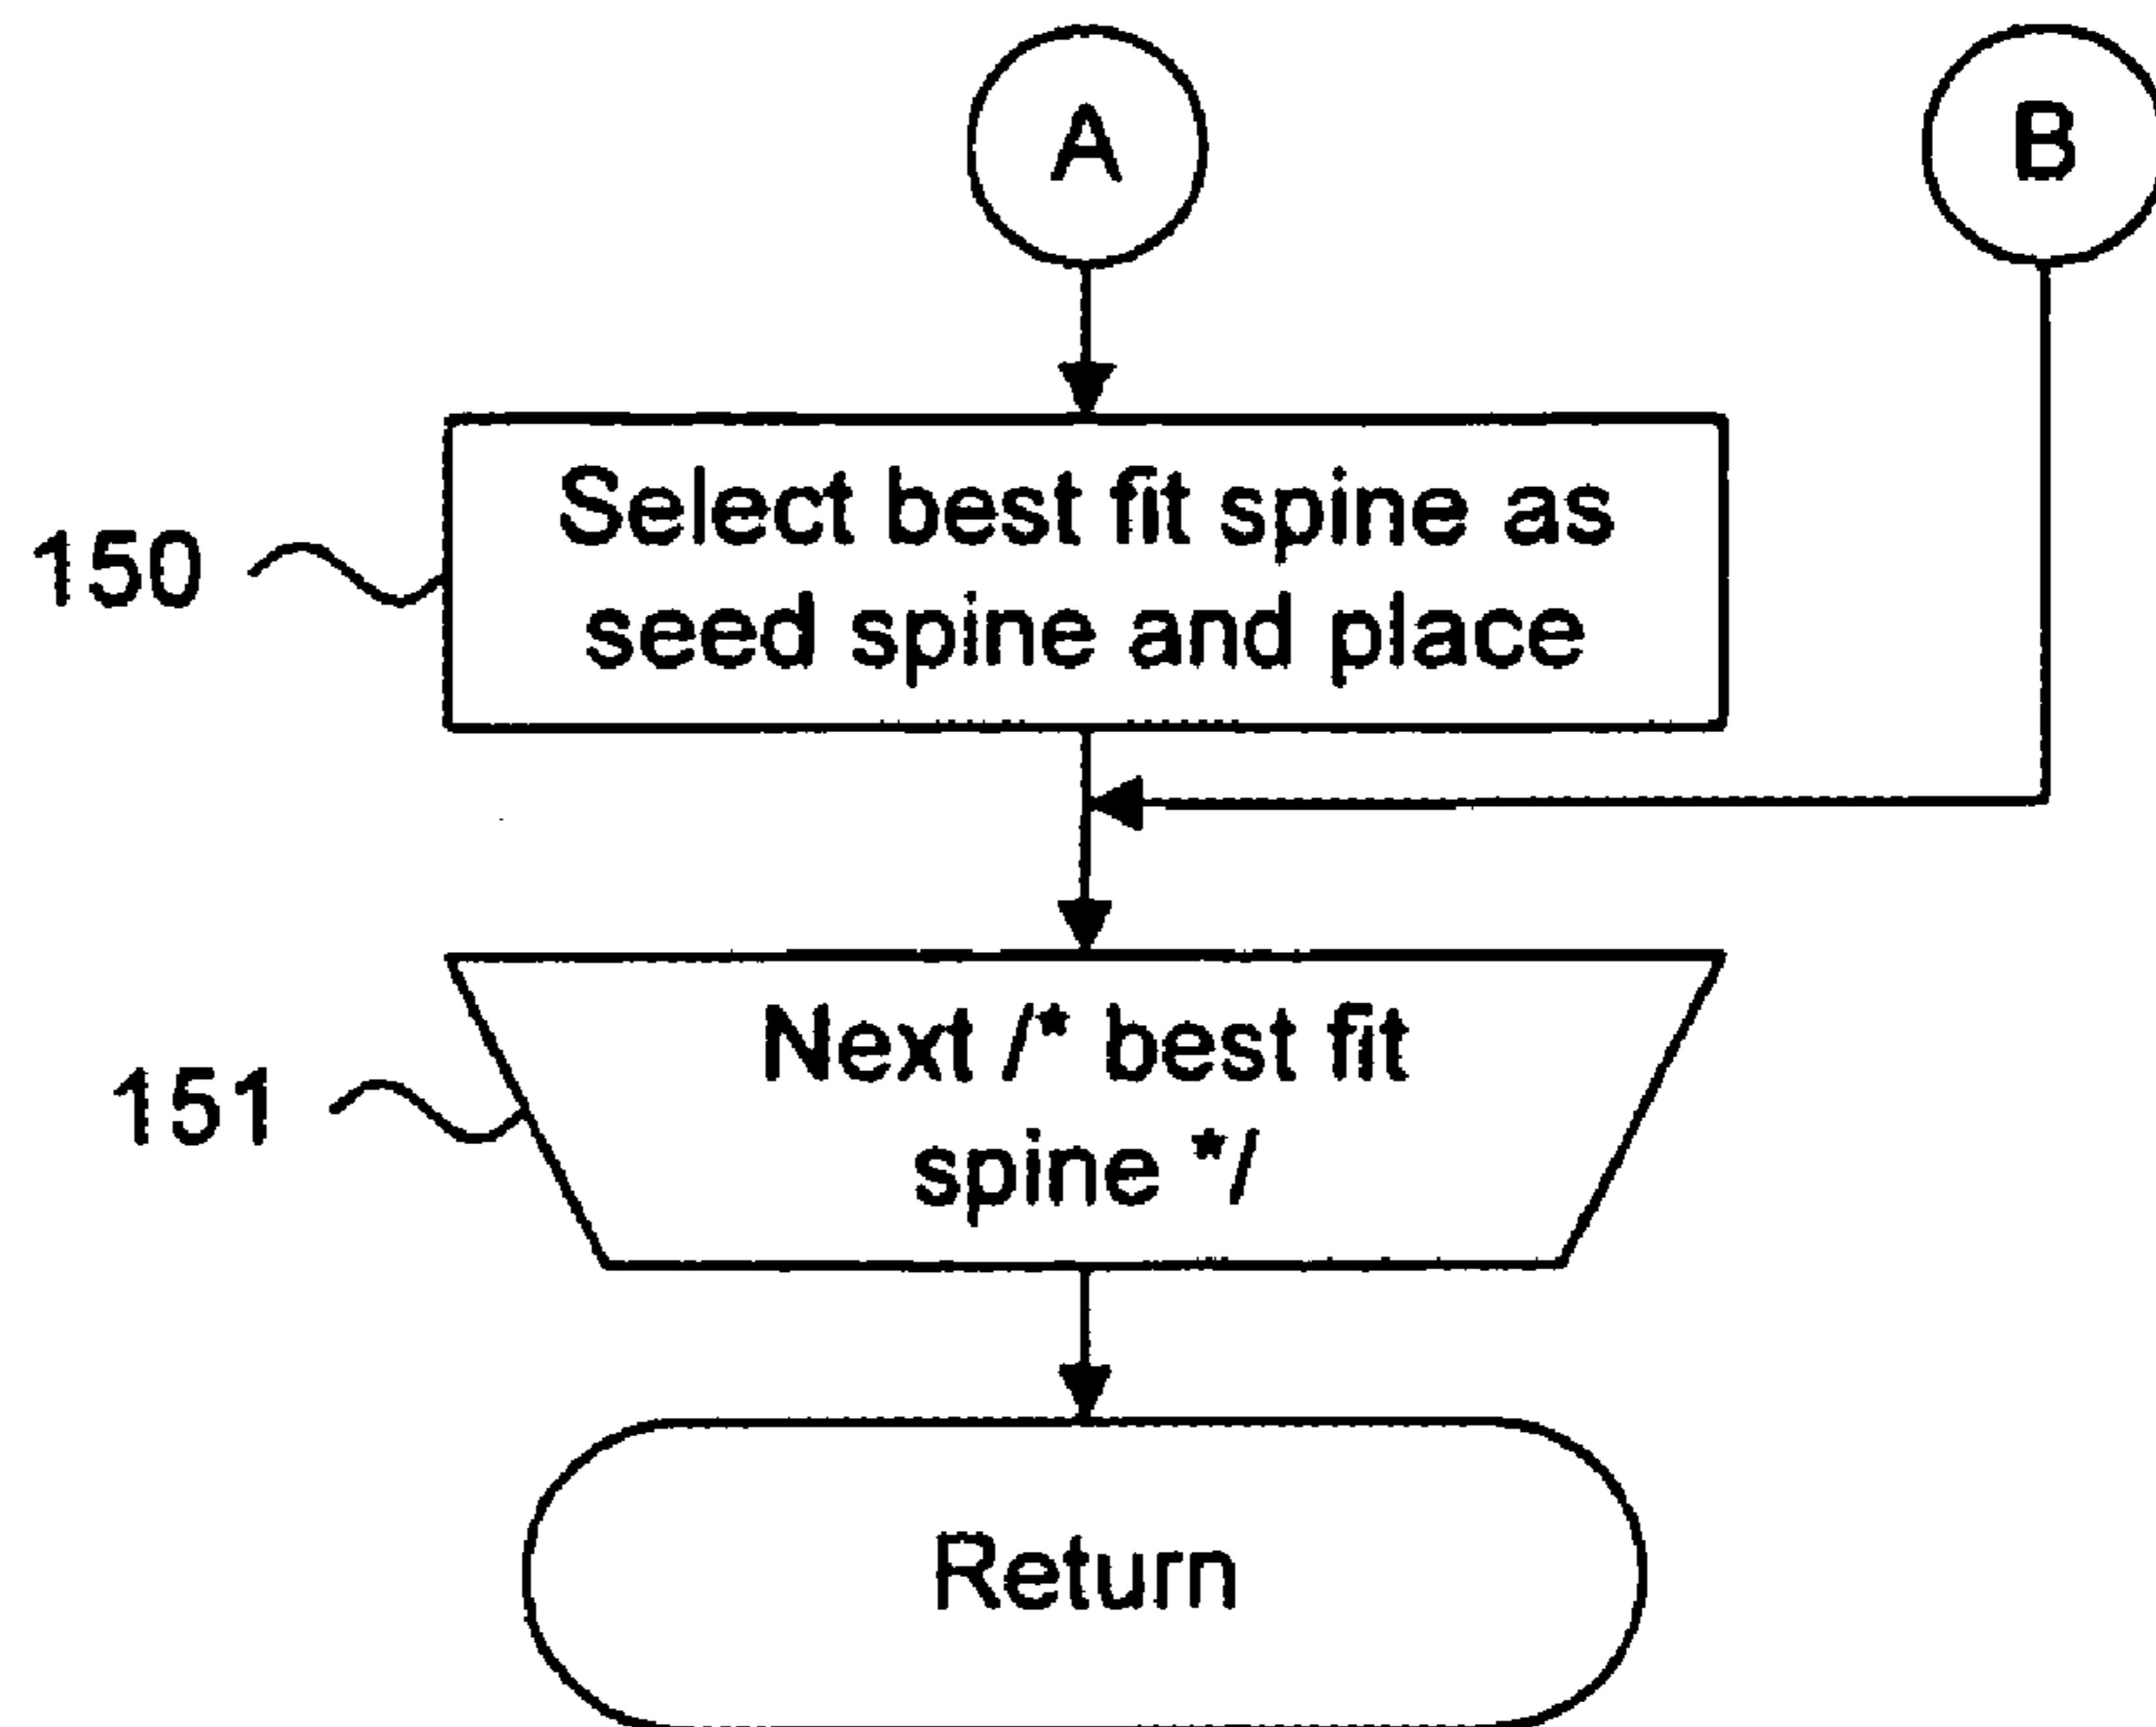 A
B
Select best fit spine as
150
seed spine and place
Next /* best fit
151
spine */
Return